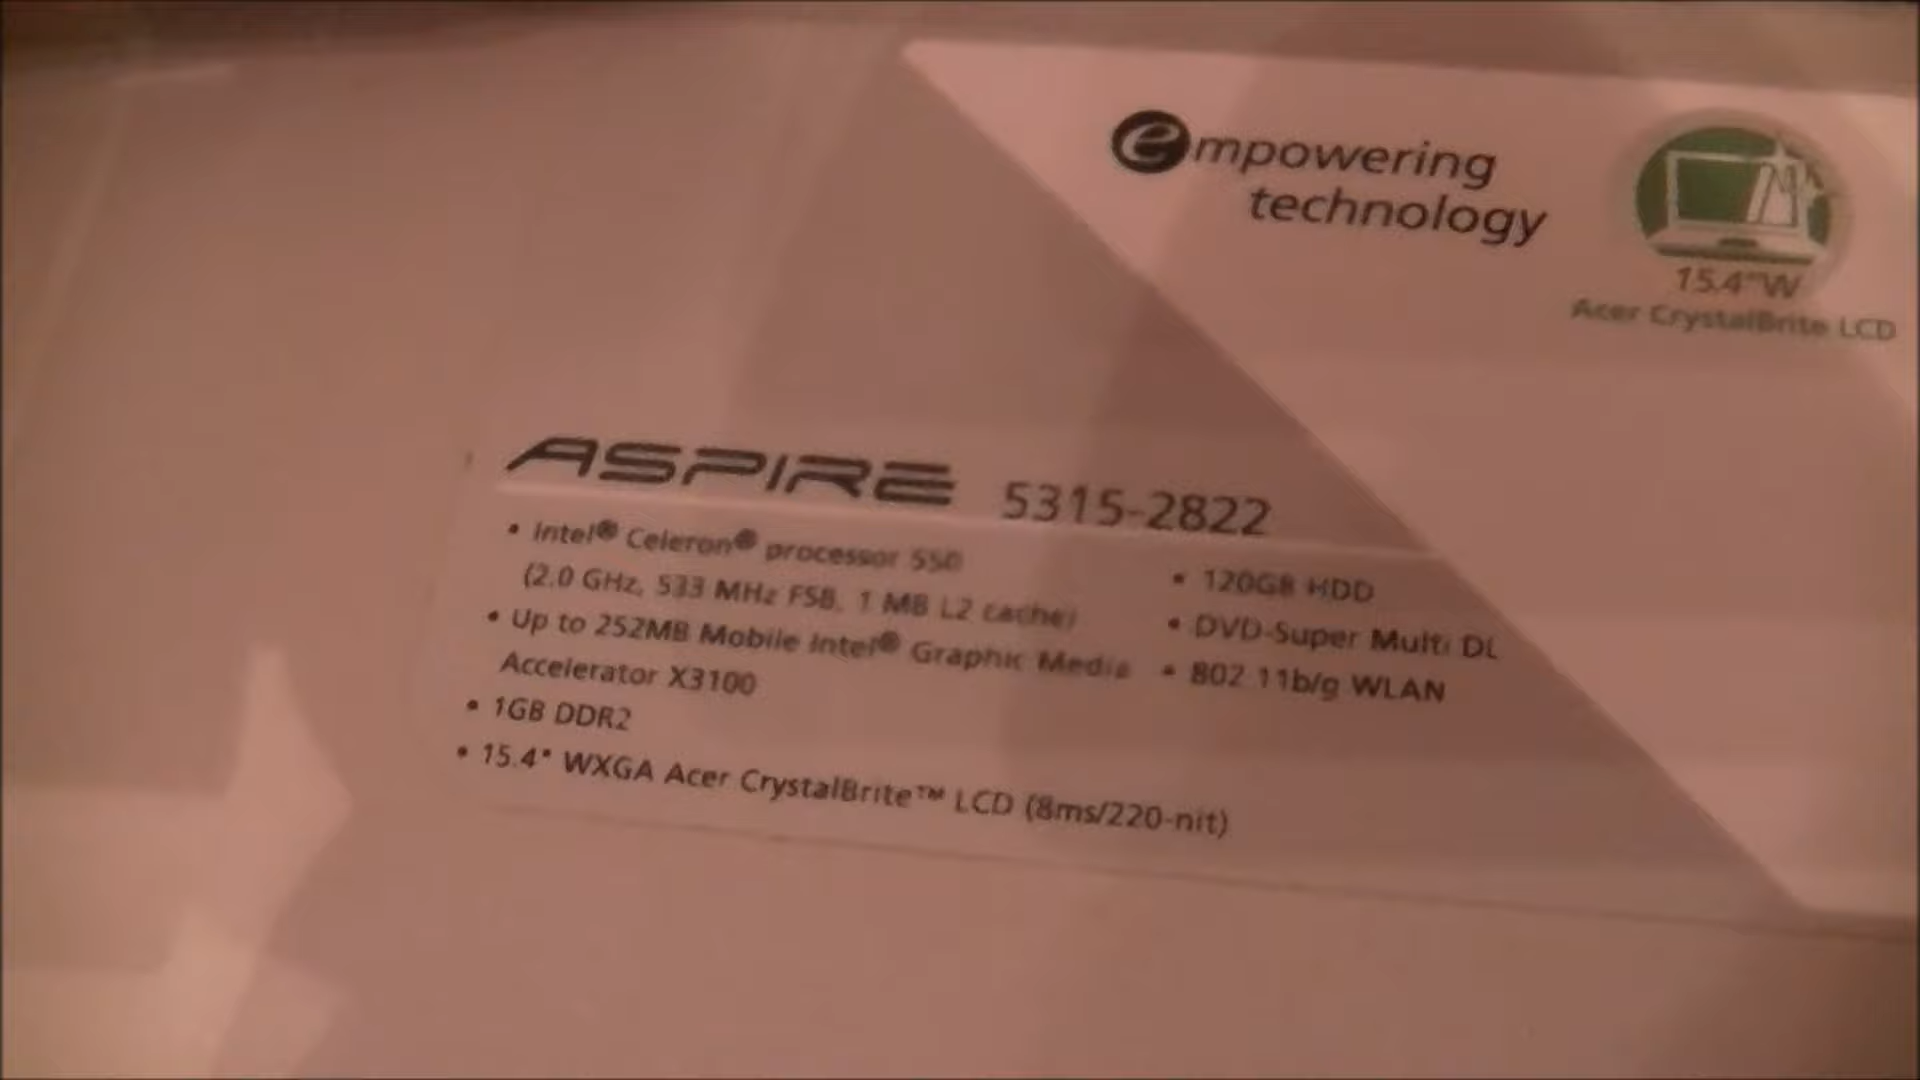 empowering
technology
15.4"W
Acer CrystalBrite LCD
ASPIRE 5315-2822
• Intel® Celeron® processor 550
(2.0 GHz, 533 MHz FSB, 1 MB L2 cache)
• Up to 252MB Mobile Intel® Graphic Media
Accelerator X3100
• 1GB DDR2
• 15.4" WXGA Acer CrystalBrite™ LCD (8ms/220-nit)
• 120GB HDD
• DVD-Super Multi DL
• 802.11b/g WLAN